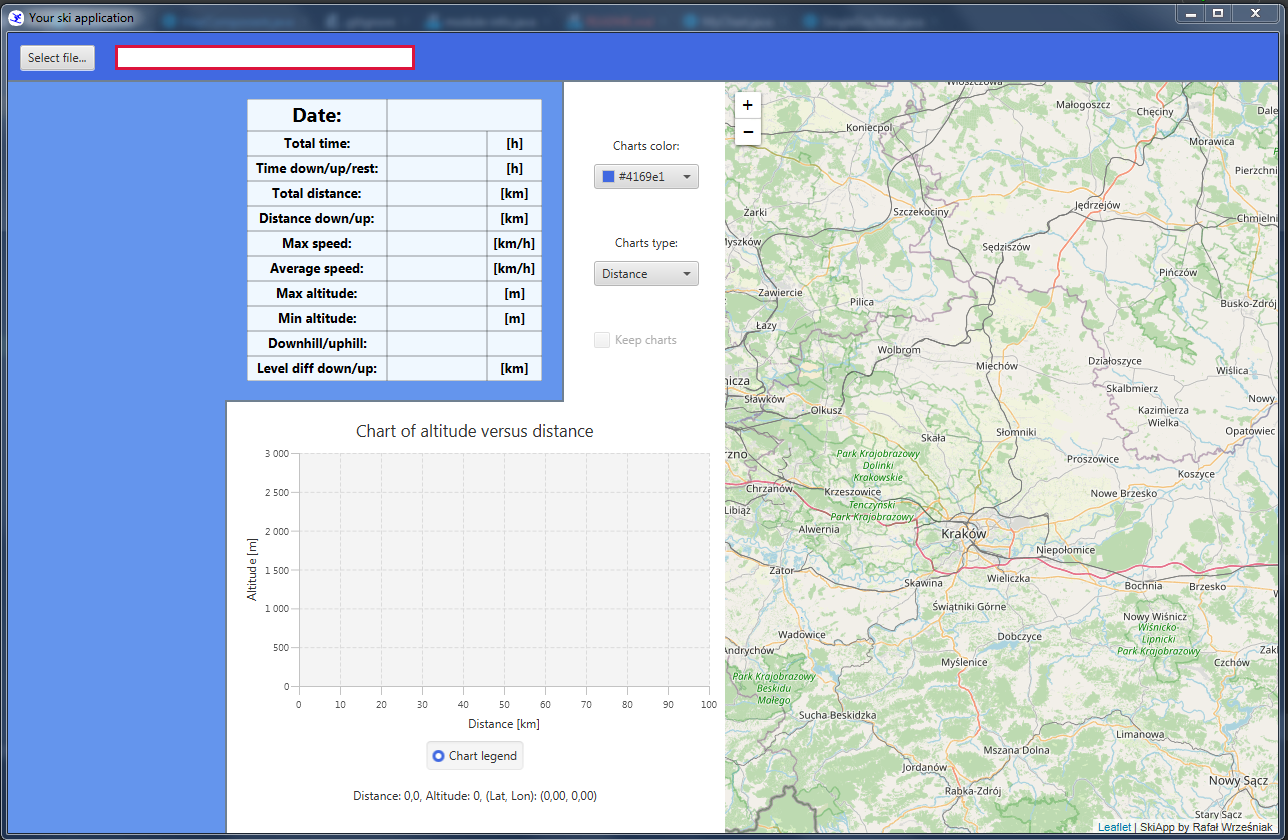 Your ski application
Select file...
Date:
Total time: [h]
Time down/up/rest: [h]
Total distance: [km]
Distance down/up: [km]
Max speed: [km/h]
Average speed: [km/h]
Max altitude: [m]
Min altitude: [m]
Downhill/uphill:
Level diff down/up: [km]
Charts color:
#4169e1
Charts type:
Distance
Keep charts
Chart of altitude versus distance
3 000
2 500
2 000
1 500
1 000
500
0
Altitude [m]
0 10 20 30 40 50 60 70 80 90 100
Distance [km]
Chart legend
Distance: 0,0, Altitude: 0, (Lat, Lon): (0,00, 0,00)
+
−
Małogoszcz
Chęciny
Dale
Koniecpol
Morawica
Pierzchni
Żarki
Szczekociny
Jędrzejów
Chmielni
Myszków
Sędziszów
Pińczów
Zawiercie
Pilica
Busko-Zdrój
Łazy
Wolbrom
Miechów
Działoszyce
Wiślica
nicza
Sławków
Skalbmierz
Nowy
Olkusz
Kazimierza
Wielka
Opatowiec
Skała
Słomniki
zno
Park Krajobrazowy
Dolinki
Krakowskie
Proszowice
Koszyce
Chrzanów
Krzeszowice
Nowe Brzesko
Libiąż
Tenczyński
Park Krajobrazowy
Alwernia
Kraków
Niepołomice
Zator
Skawina
Wieliczka
Bochnia
Brzesko
Świątniki Górne
Nowy Wiśnicz
Wiśnicko-
Lipnicki
Park Krajobrazowy
Wadowice
Dobczyce
Andrychów
Myślenice
Zakl
Czchów
Park Krajobrazowy
Beskidu
Małego
Sucha Beskidzka
Limanowa
Mszana Dolna
Jordanów
Rabka-Zdrój
Nowy Sącz
Stary Sącz
Leaflet | SkiApp by Rafał Wrześniak